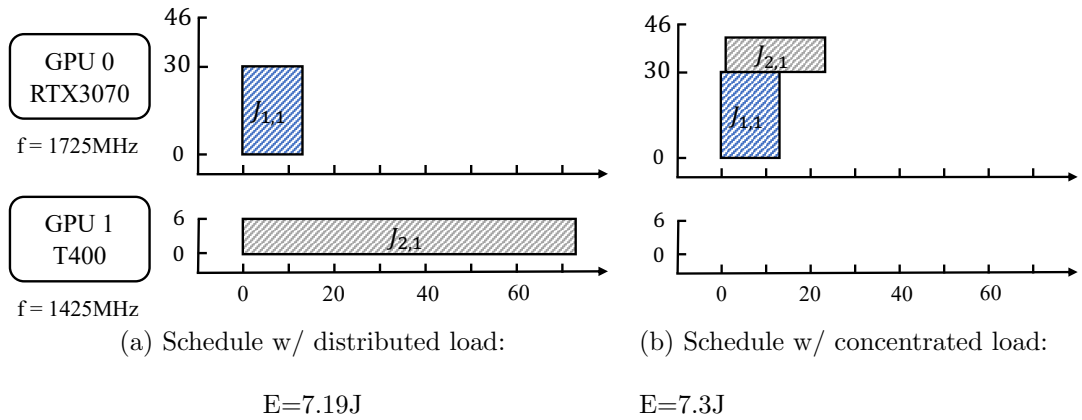 GPU 0
RTX3070
f = 1725MHz
46
30
0
J1,1
46
30
0
J2,1
J1,1
GPU 1
T400
f = 1425MHz
6
0
J2,1
0 20 40 60
6
0
0 20 40 60
(a) Schedule w/ distributed load:
(b) Schedule w/ concentrated load:
E=7.19J
E=7.3J